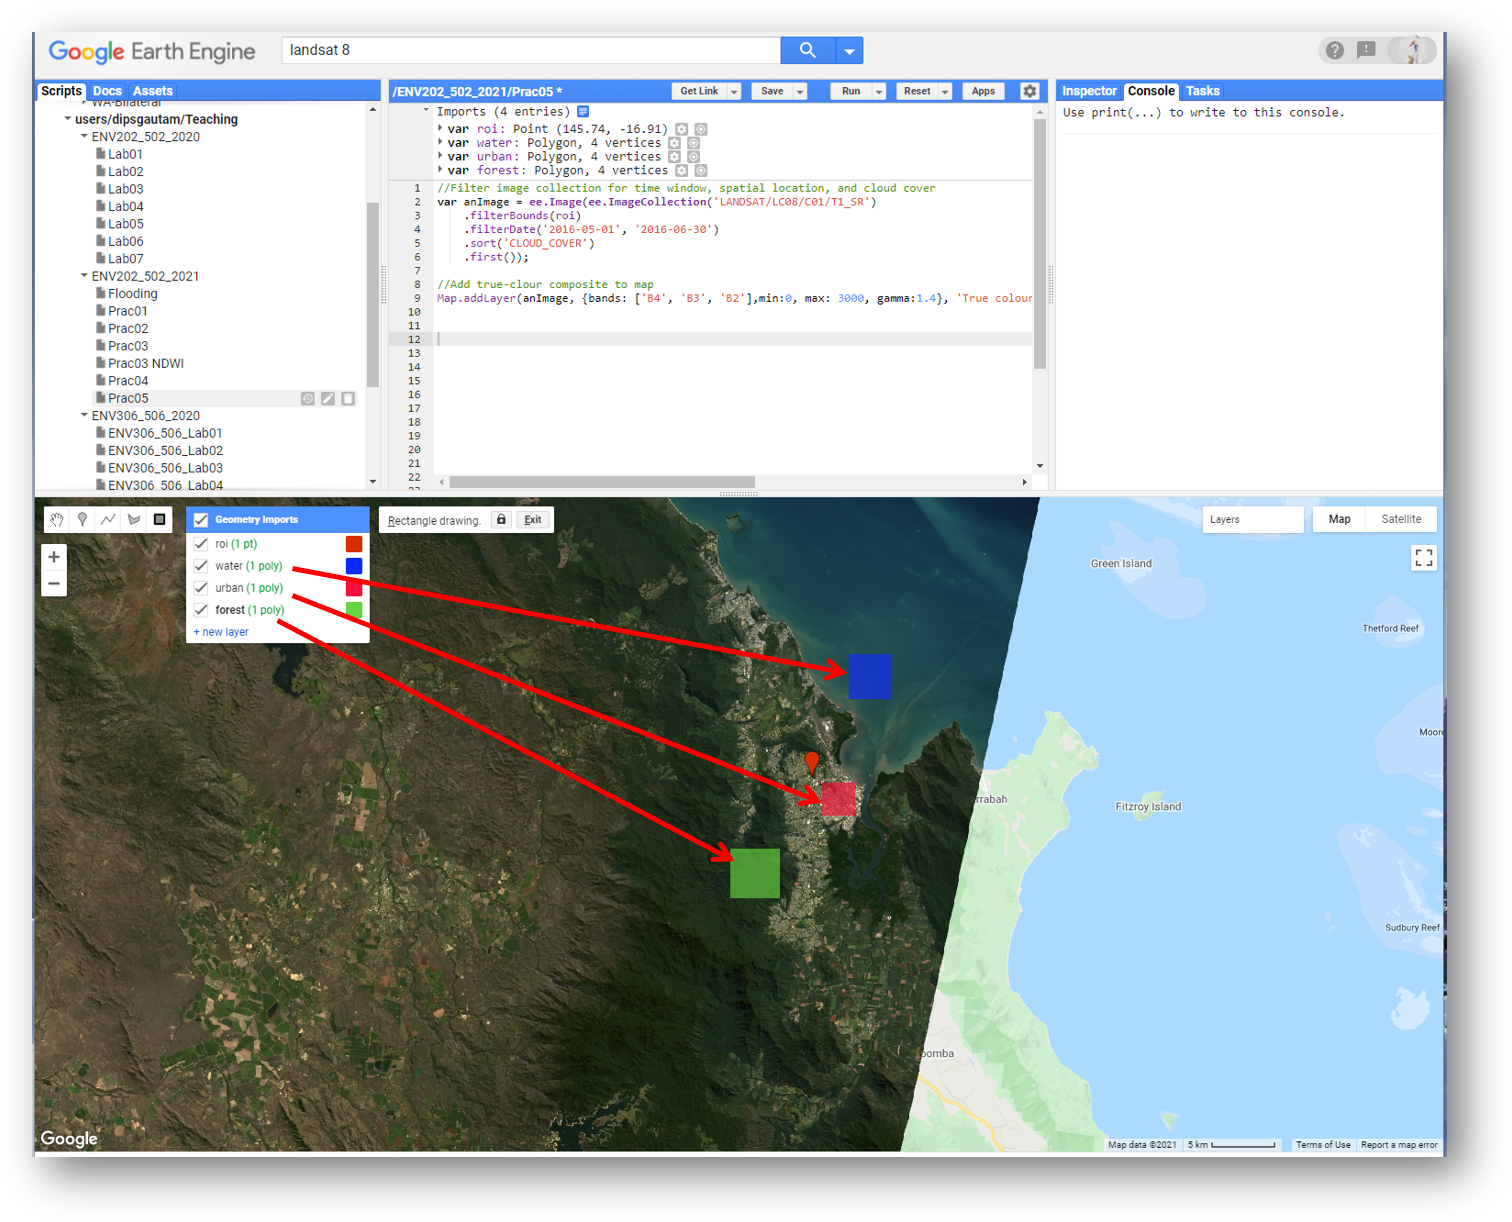 Google Earth Engine
landsat 8
Scripts Docs Assets
WA-Bilateral
users/dipsgautam/Teaching
ENV202_502_2020
Lab01
Lab02
Lab03
Lab04
Lab05
Lab06
Lab07
ENV202_502_2021
Flooding
Prac01
Prac02
Prac03
Prac03 NDWI
Prac04
Prac05
ENV306_506_2020
ENV306_506_Lab01
ENV306_506_Lab02
ENV306_506_Lab03
ENV306_506_Lab04
/ENV202_502_2021/Prac05 *
Get Link Save Run Reset Apps
Imports (4 entries)
var roi: Point (145.74, -16.91)
var water: Polygon, 4 vertices
var urban: Polygon, 4 vertices
var forest: Polygon, 4 vertices
1 //Filter image collection for time window, spatial location, and cloud cover
2 var anImage = ee.Image(ee.ImageCollection('LANDSAT/LC08/C01/T1_SR')
3 .filterBounds(roi)
4 .filterDate('2016-05-01', '2016-06-30')
5 .sort('CLOUD_COVER')
6 .first());
7
8 //Add true-clour composite to map
9 Map.addLayer(anImage, {bands: ['B4', 'B3', 'B2'],min:0, max: 3000, gamma:1.4}, 'True colour
10
11
12
13
14
15
16
17
18
19
20
21
22
23
Inspector Console Tasks
Use print(...) to write to this console.
Geometry Imports
roi (1 pt)
water (1 poly)
urban (1 poly)
forest (1 poly)
+ new layer
Rectangle drawing. Exit
Layers
Map Satellite
Green Island
Thetford Reef
Moore
rrabah
Fitzroy Island
Sudbury Reef
oomba
Google
Map data ©2021 5 km Terms of Use Report a map error